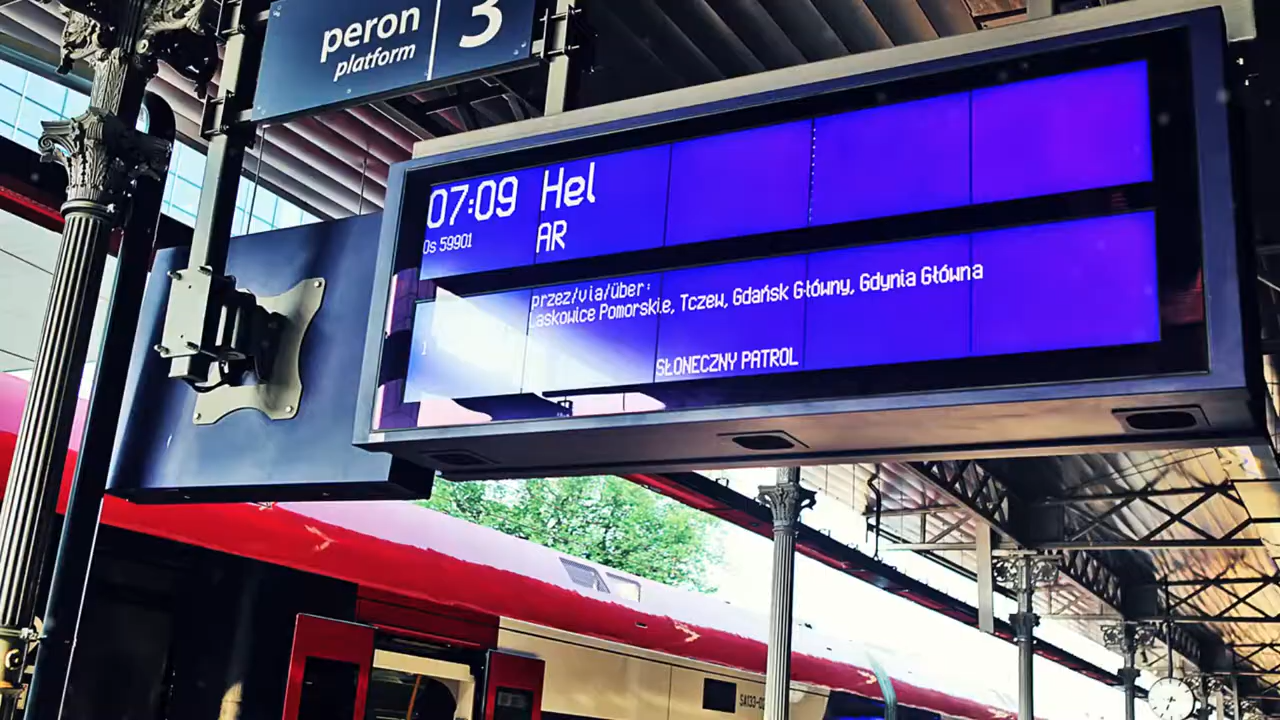 peron 3
platform
07:09 Hel
Os 59901 AR
przez/via/über:
Laskowice Pomorskie, Tczew, Gdańsk Główny, Gdynia Główna
1
SŁONECZNY PATROL